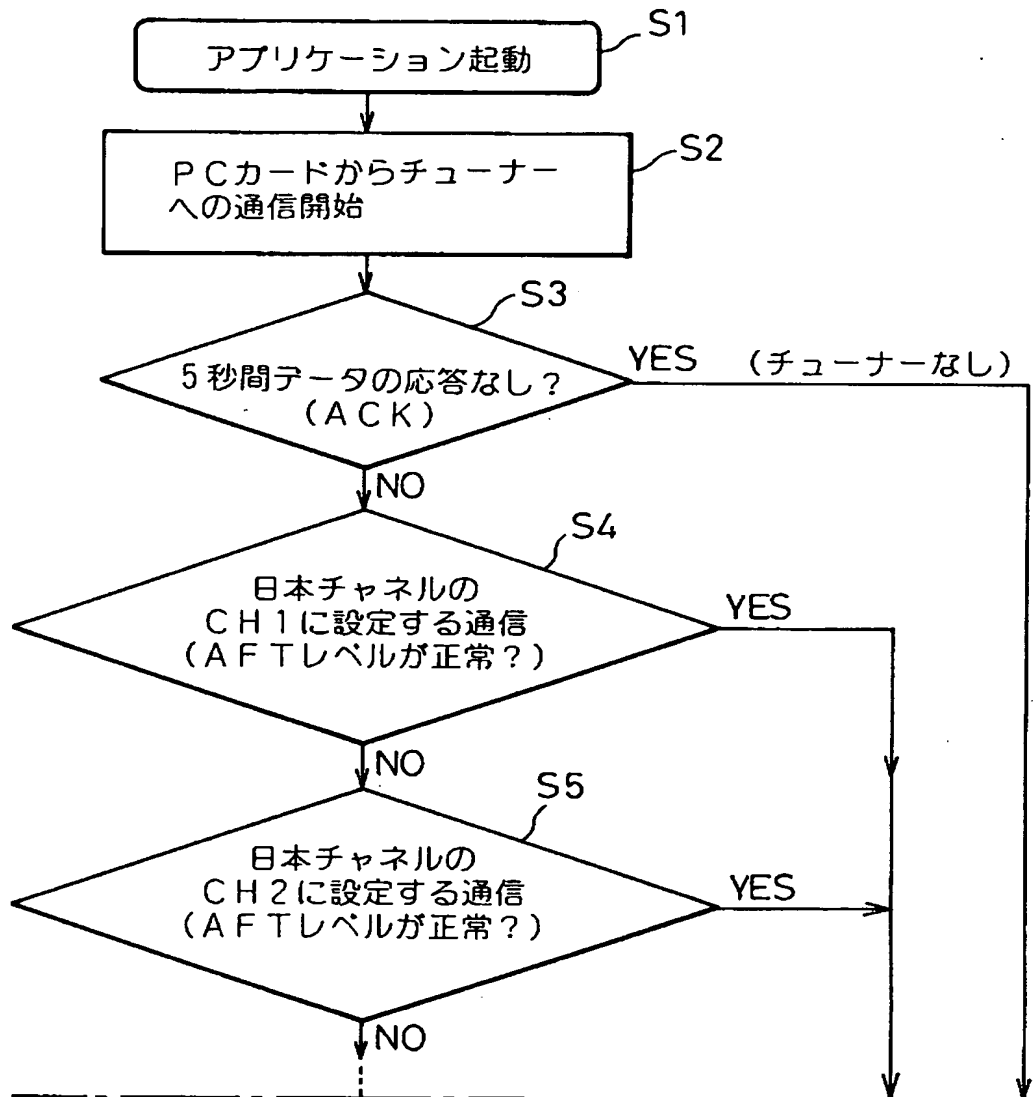 S1
アプリケーション起動
S2
PCカードからチューナー
への通信開始
S3
5秒間データの応答なし?
(ACK)
YES (チューナーなし)
NO
S4
日本チャネルの
CH1に設定する通信
(AFTレベルが正常?)
YES
NO
S5
日本チャネルの
CH2に設定する通信
(AFTレベルが正常?)
YES
NO